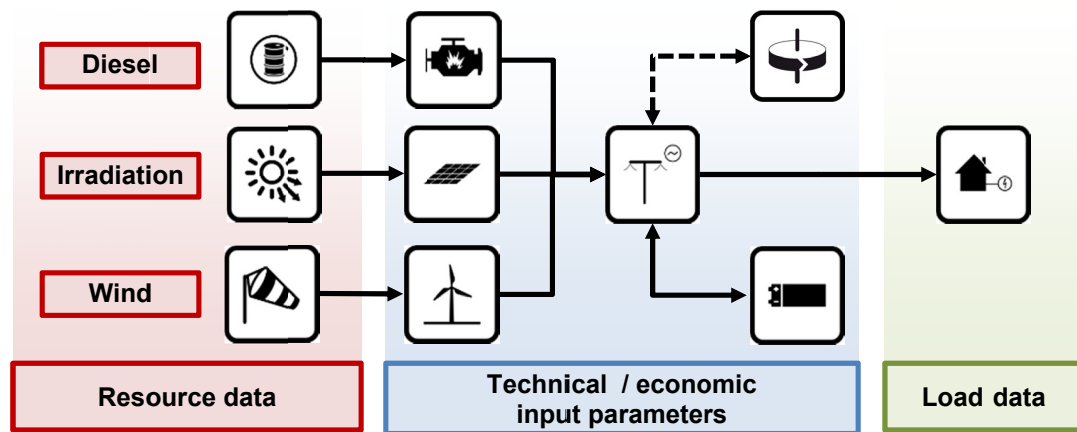 Diesel
Irradiation
Wind
Resource data
Technical / economic
input parameters
Load data